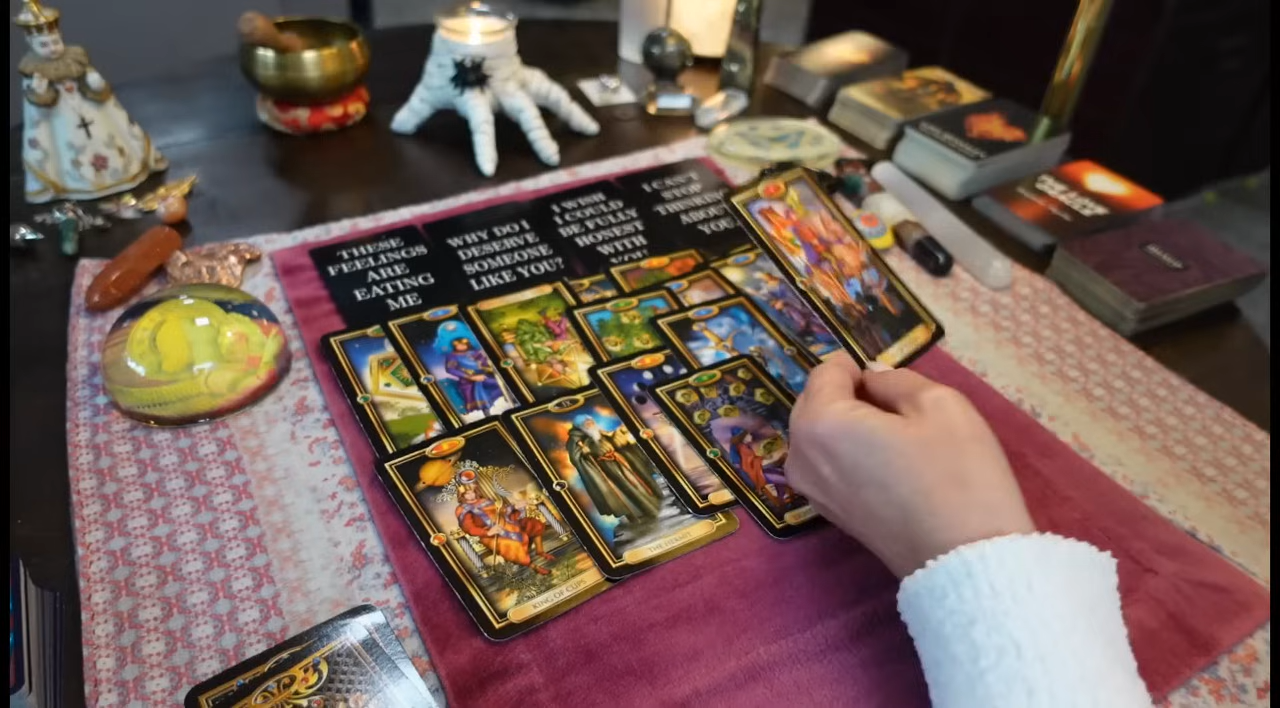 THESE
FEELINGS
ARE
EATING
ME
WHY DO I
DESERVE
SOMEONE
LIKE YOU?
I WISH
I COULD
BE FULLY
HONEST
WITH
I CAN'T
STOP
THINKING
ABOUT
YOU
IX
KING OF CUPS
THE HERMIT